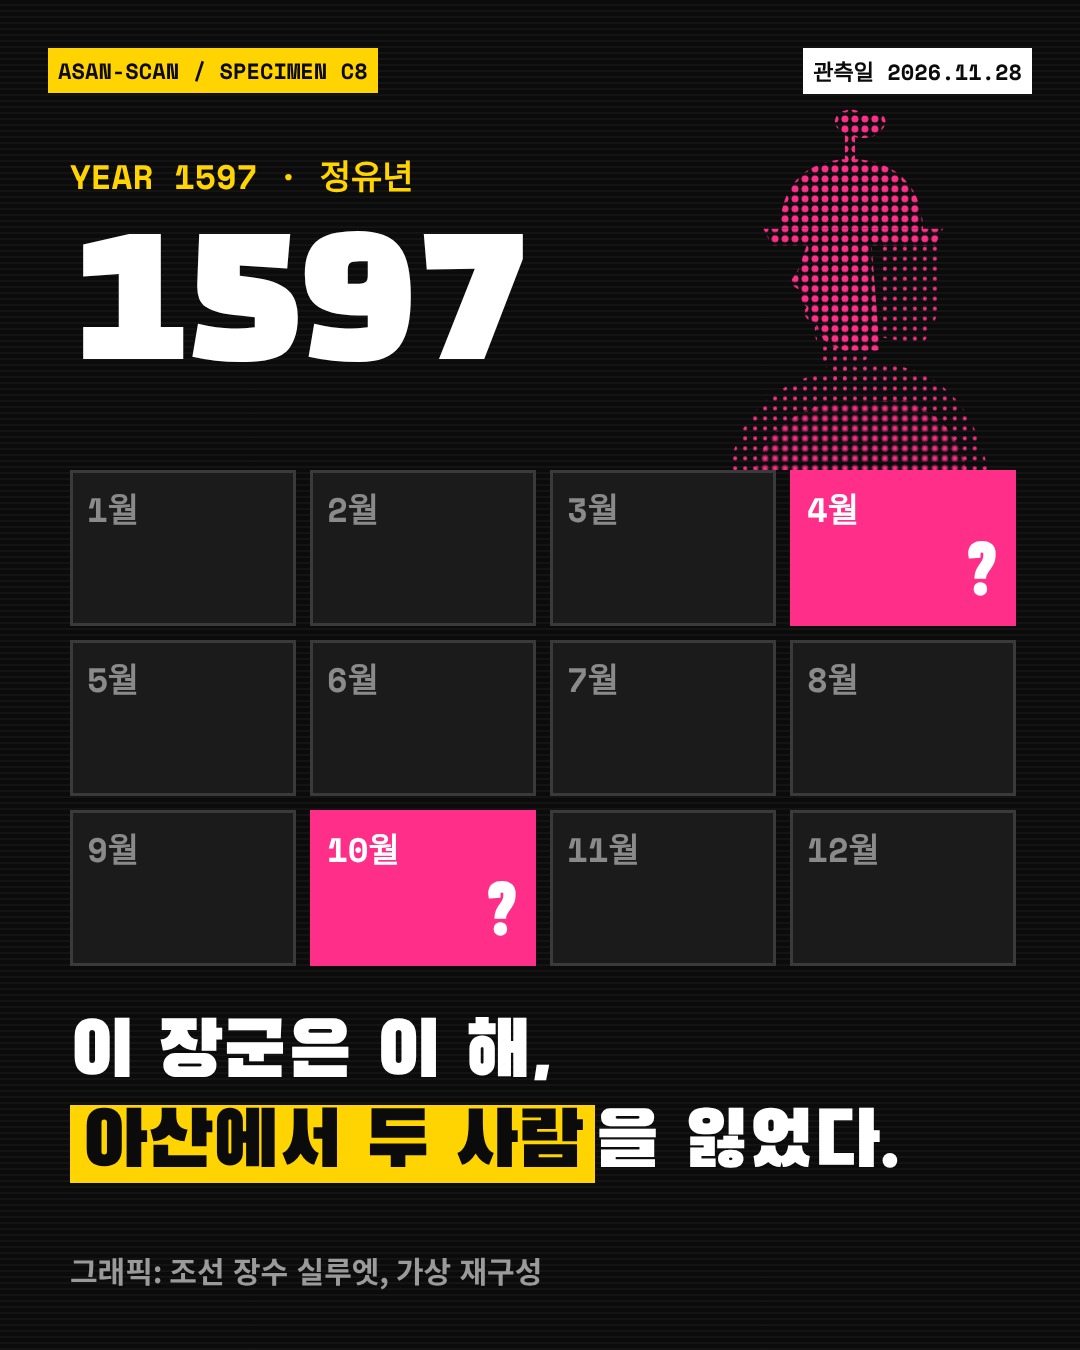 ASAN-SCAN / SPECIMEN C8
관측일 2026.11.28
YEAR 1597 · 정유년
1597
1월
2월
3월
4월
?
5월
6월
7월
8월
9월
10월
?
11월
12월
이 장군은 이 해,
아산에서 두 사람을 잃었다.
그래픽: 조선 장수 실루엣, 가상 재구성